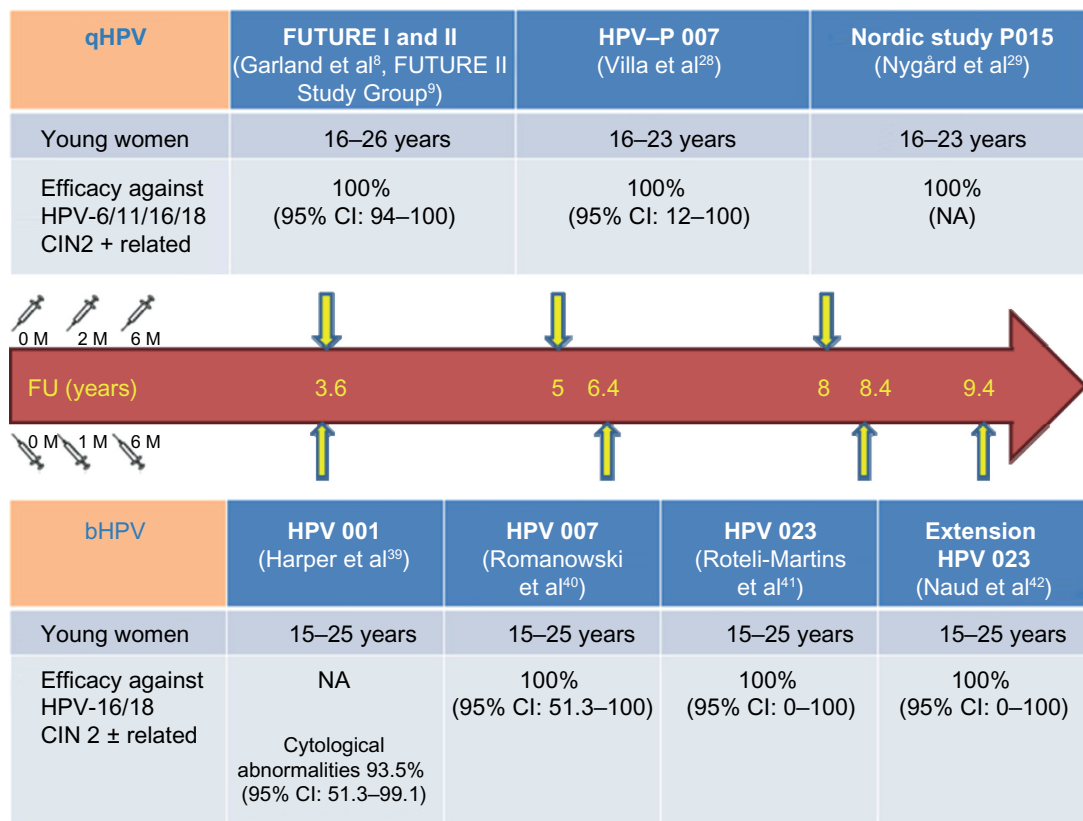 qHPV
FUTURE I and II
(Garland et al8, FUTURE II
Study Group9)
HPV–P 007
(Villa et al28)
Nordic study P015
(Nygård et al29)
Young women
16–26 years
16–23 years
16–23 years
Efficacy against
HPV-6/11/16/18
CIN2 + related
100%
(95% CI: 94–100)
100%
(95% CI: 12–100)
100%
(NA)
0 M
2 M
6 M
FU (years)
3.6
5
6.4
8
8.4
9.4
0 M
1 M
6 M
bHPV
HPV 001
(Harper et al39)
HPV 007
(Romanowski
et al40)
HPV 023
(Roteli-Martins
et al41)
Extension
HPV 023
(Naud et al42)
Young women
15–25 years
15–25 years
15–25 years
15–25 years
Efficacy against
HPV-16/18
CIN 2 ± related
NA
Cytological
abnormalities 93.5%
(95% CI: 51.3–99.1)
100%
(95% CI: 51.3–100)
100%
(95% CI: 0–100)
100%
(95% CI: 0–100)